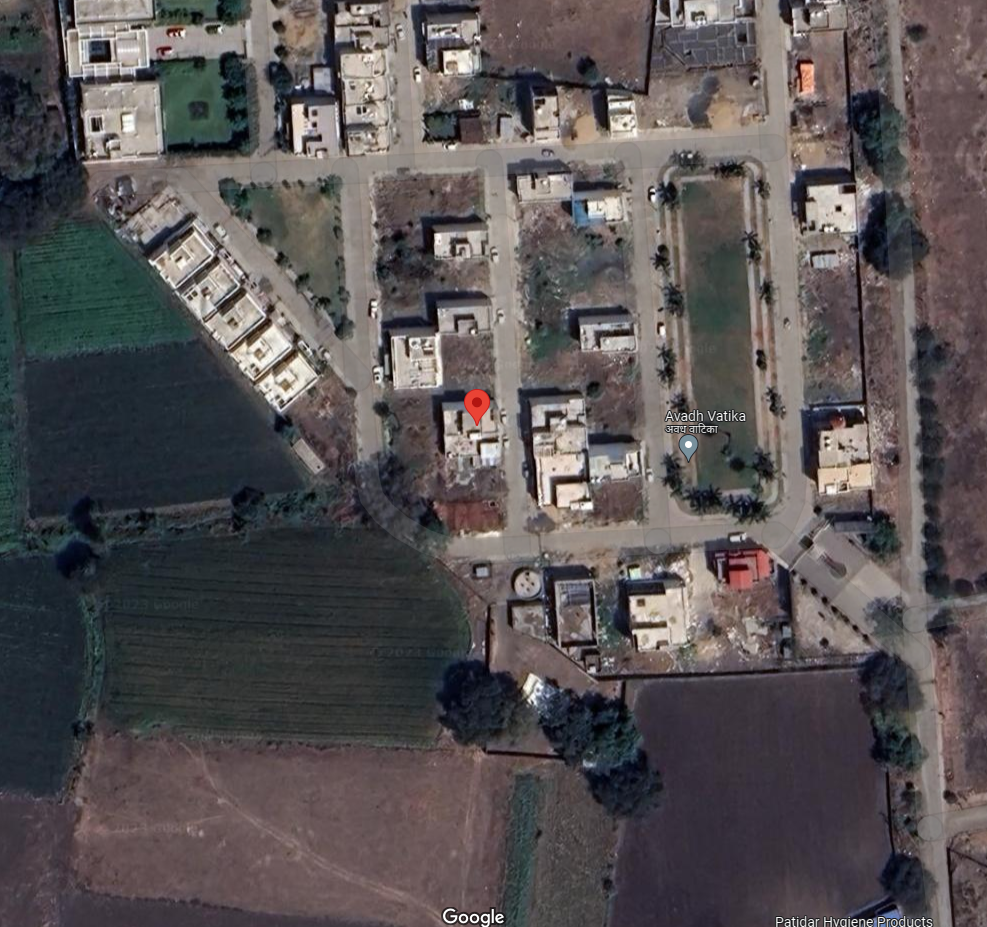 Avadh Vatika
अवध वाटिका
Google
Patidar Hygiene Products